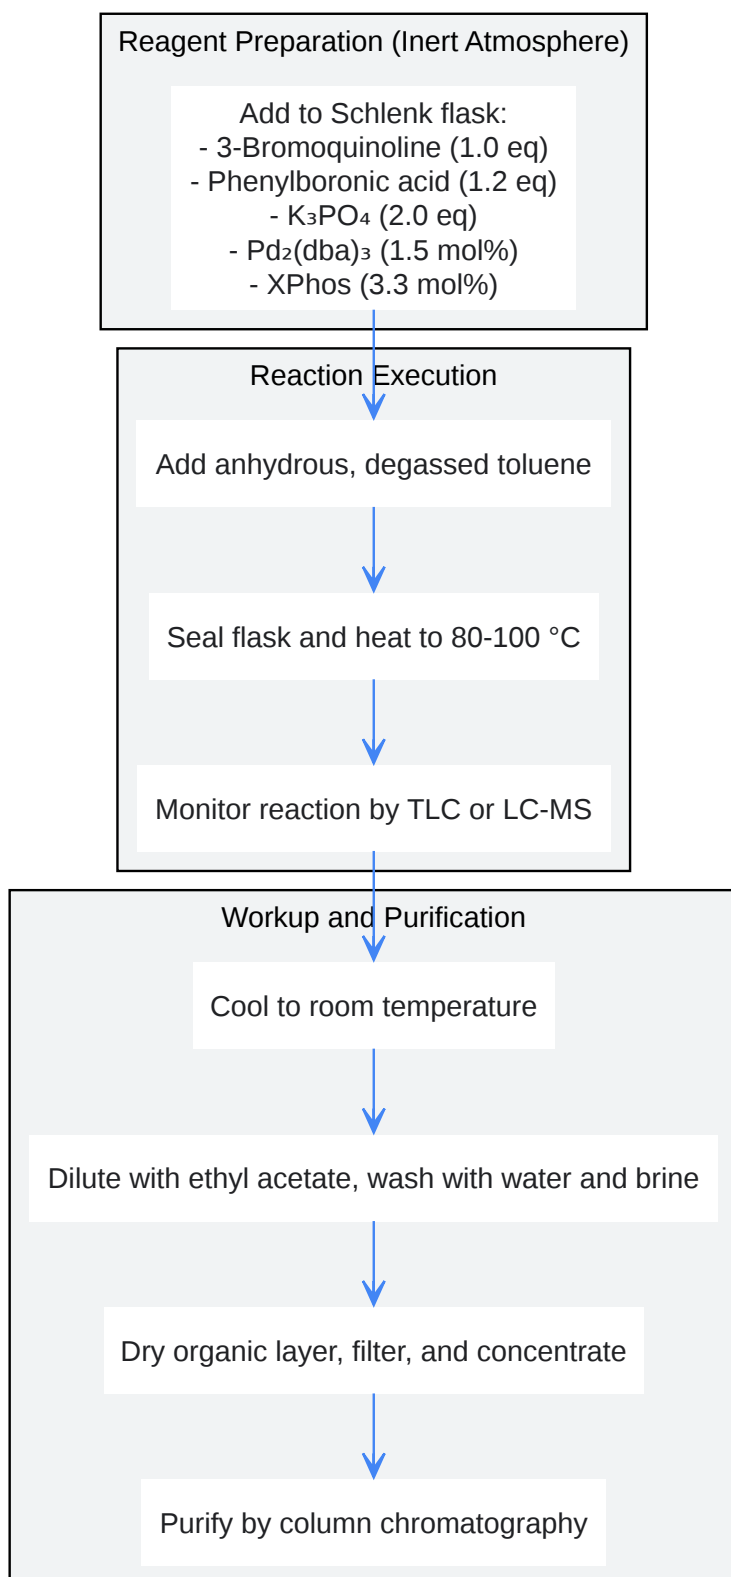 Reagent Preparation (Inert Atmosphere)
Add to Schlenk flask:
- 3-Bromoquinoline (1.0 eq)
- Phenylboronic acid (1.2 eq)
- K₃PO₄ (2.0 eq)
- Pd₂(dba)₃ (1.5 mol%)
- XPhos (3.3 mol%)
Reaction Execution
Add anhydrous, degassed toluene
Seal flask and heat to 80-100 °C
Monitor reaction by TLC or LC-MS
Workup and Purification
Cool to room temperature
Dilute with ethyl acetate, wash with water and brine
Dry organic layer, filter, and concentrate
Purify by column chromatography